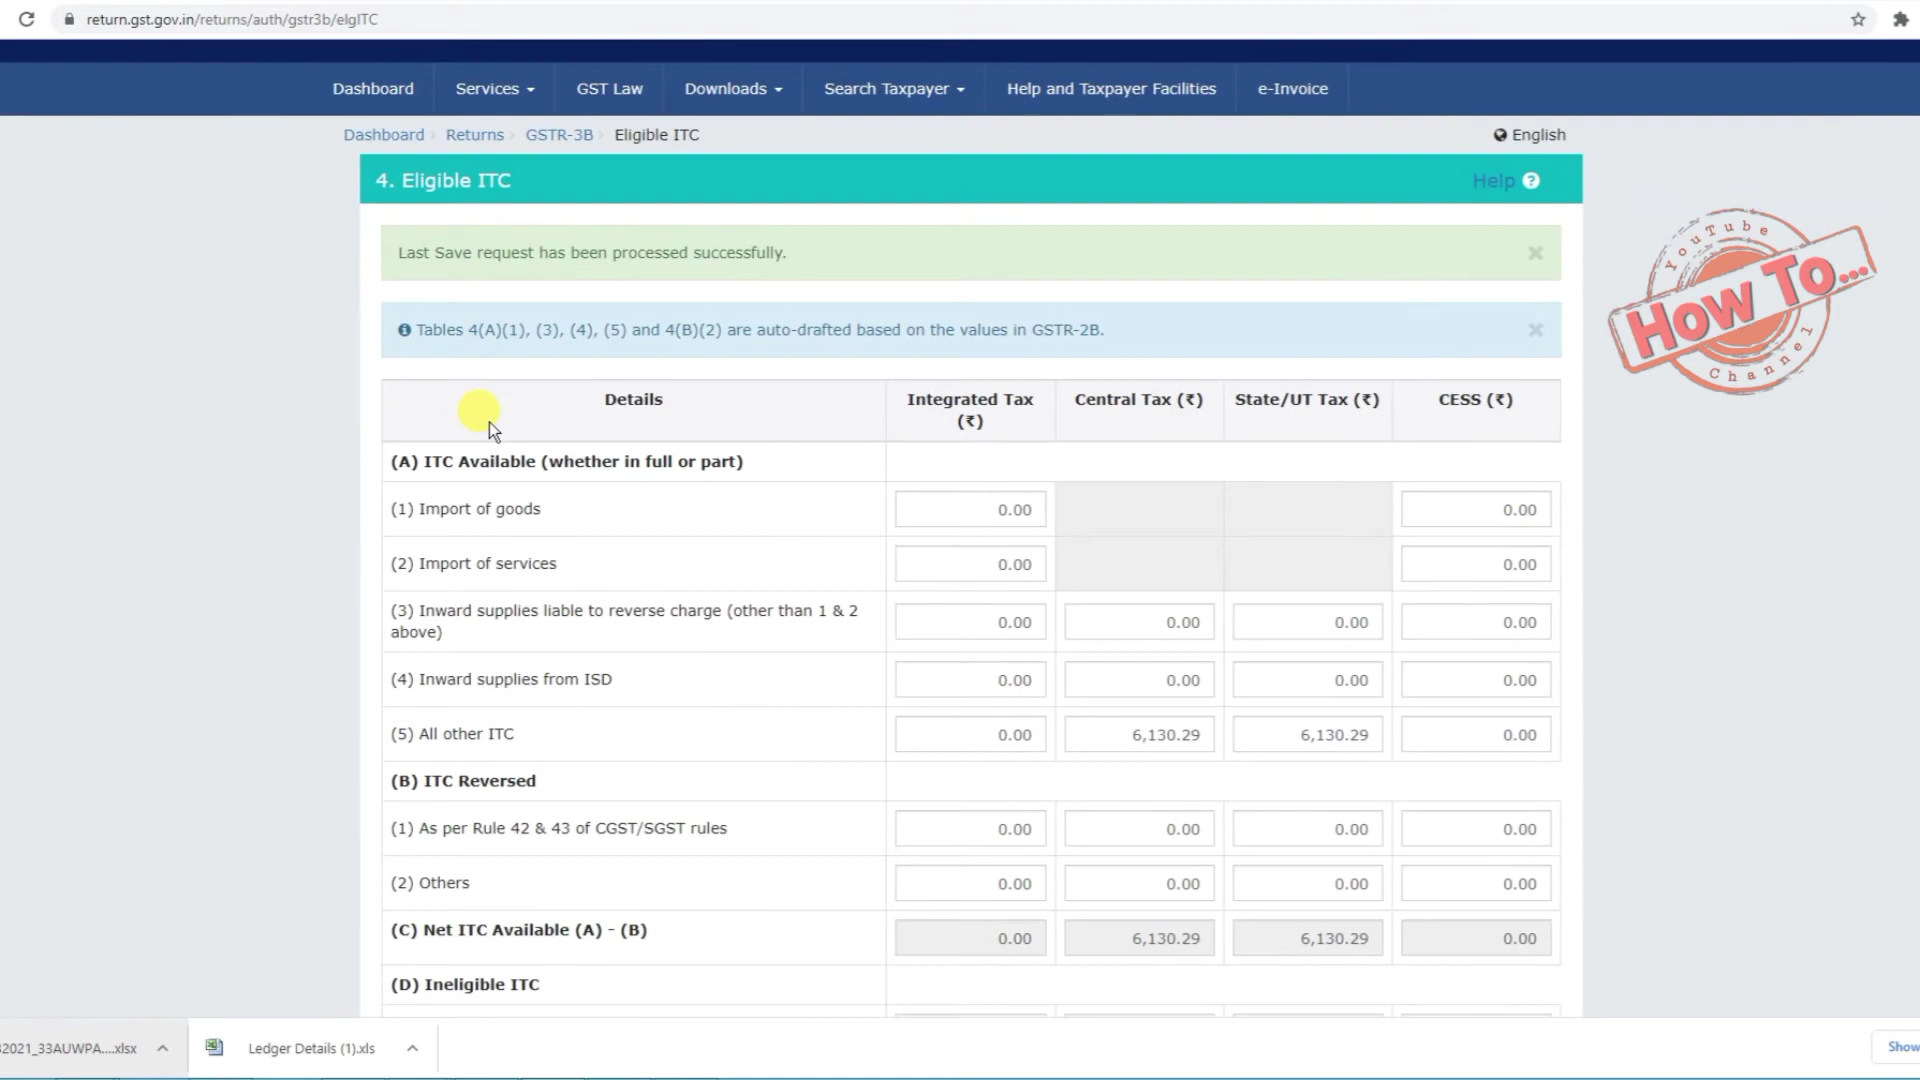 return.gst.gov.in/returns/auth/gstr3b/elgITC
Dashboard Services GST Law Downloads Search Taxpayer Help and Taxpayer Facilities e-Invoice
Dashboard Returns GSTR-3B Eligible ITC English
4. Eligible ITC Help ?
Last Save request has been processed successfully.
Tables 4(A)(1), (3), (4), (5) and 4(B)(2) are auto-drafted based on the values in GSTR-2B.
YouTube
How To...
Channel
Details Integrated Tax (₹) Central Tax (₹) State/UT Tax (₹) CESS (₹)
(A) ITC Available (whether in full or part)
(1) Import of goods 0.00 0.00
(2) Import of services 0.00 0.00
(3) Inward supplies liable to reverse charge (other than 1 & 2
above) 0.00 0.00 0.00 0.00
(4) Inward supplies from ISD 0.00 0.00 0.00 0.00
(5) All other ITC 0.00 6,130.29 6,130.29 0.00
(B) ITC Reversed
(1) As per Rule 42 & 43 of CGST/SGST rules 0.00 0.00 0.00 0.00
(2) Others 0.00 0.00 0.00 0.00
(C) Net ITC Available (A) - (B) 0.00 6,130.29 6,130.29 0.00
(D) Ineligible ITC
2021_33AUWPA....xlsx Ledger Details (1).xls Show